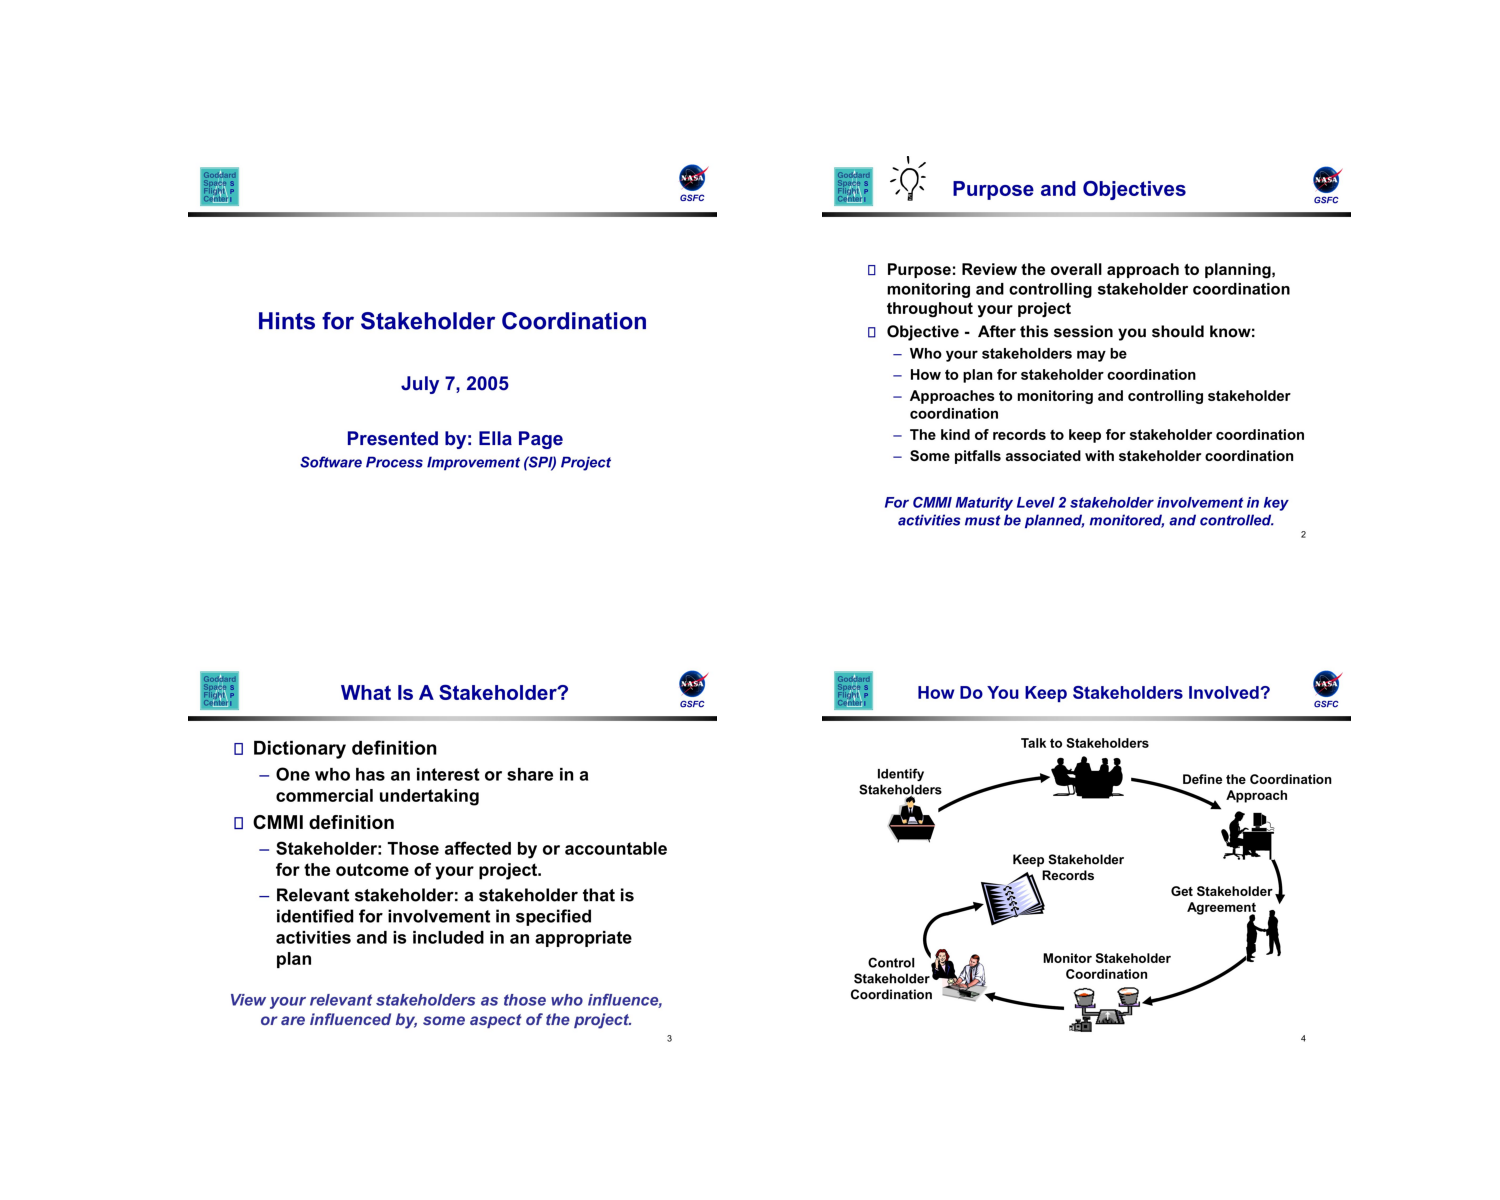 Goddard
Space S
Flight P
Center I
NASA
GSFC
Hints for Stakeholder Coordination
July 7, 2005
Presented by: Ella Page
Software Process Improvement (SPI) Project
Goddard
Space S
Flight P
Center I
Purpose and Objectives
NASA
GSFC
Purpose: Review the overall approach to planning,
monitoring and controlling stakeholder coordination
throughout your project
Objective - After this session you should know:
– Who your stakeholders may be
– How to plan for stakeholder coordination
– Approaches to monitoring and controlling stakeholder
coordination
– The kind of records to keep for stakeholder coordination
– Some pitfalls associated with stakeholder coordination
For CMMI Maturity Level 2 stakeholder involvement in key
activities must be planned, monitored, and controlled.
2
Goddard
Space S
Flight P
Center I
What Is A Stakeholder?
NASA
GSFC
Dictionary definition
– One who has an interest or share in a
commercial undertaking
CMMI definition
– Stakeholder: Those affected by or accountable
for the outcome of your project.
– Relevant stakeholder: a stakeholder that is
identified for involvement in specified
activities and is included in an appropriate
plan
View your relevant stakeholders as those who influence,
or are influenced by, some aspect of the project.
3
Goddard
Space S
Flight P
Center I
How Do You Keep Stakeholders Involved?
NASA
GSFC
Talk to Stakeholders
Identify
Stakeholders
Define the Coordination
Approach
Keep Stakeholder
Records
Get Stakeholder
Agreement
Monitor Stakeholder
Coordination
Control
Stakeholder
Coordination
4